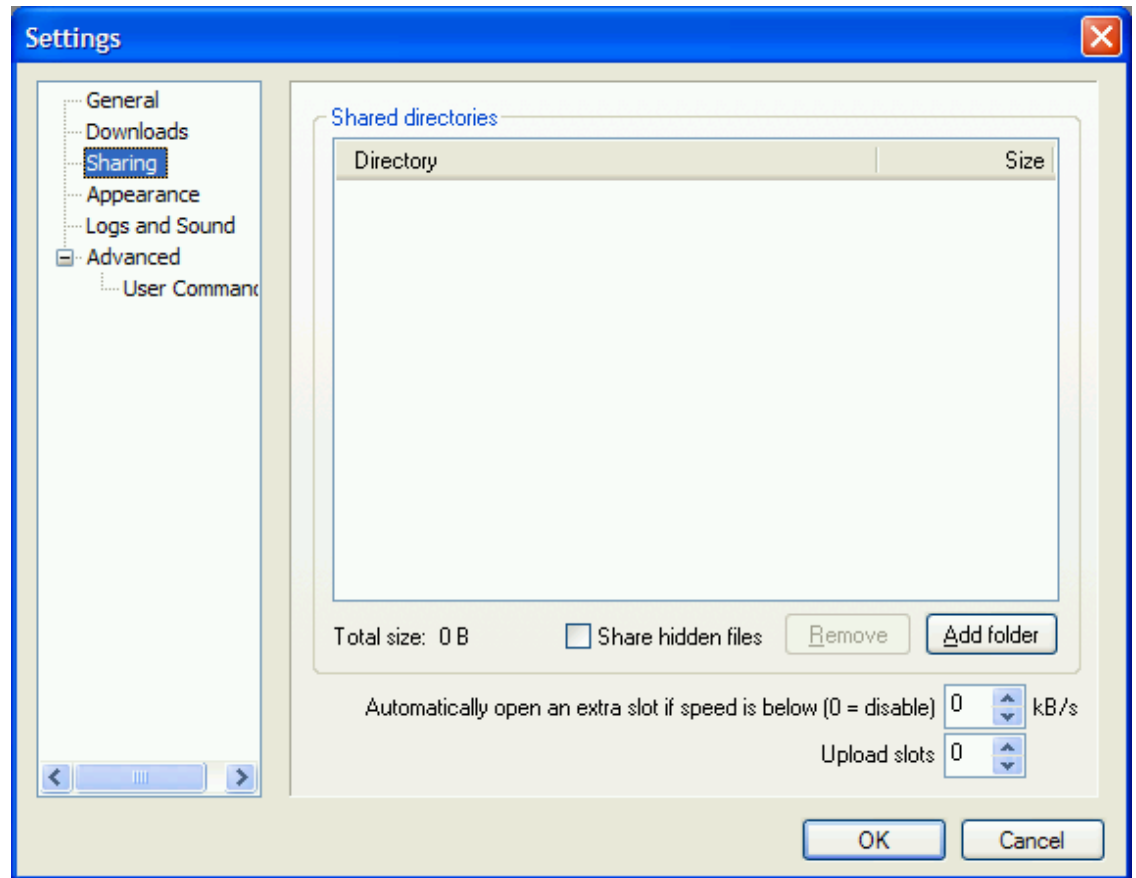 Settings
General
Downloads
Sharing
Appearance
Logs and Sound
Advanced
User Comman
Shared directories
Directory Size
Total size: 0 B Share hidden files Remove Add folder
Automatically open an extra slot if speed is below (0 = disable) 0 kB/s
Upload slots 0
OK Cancel